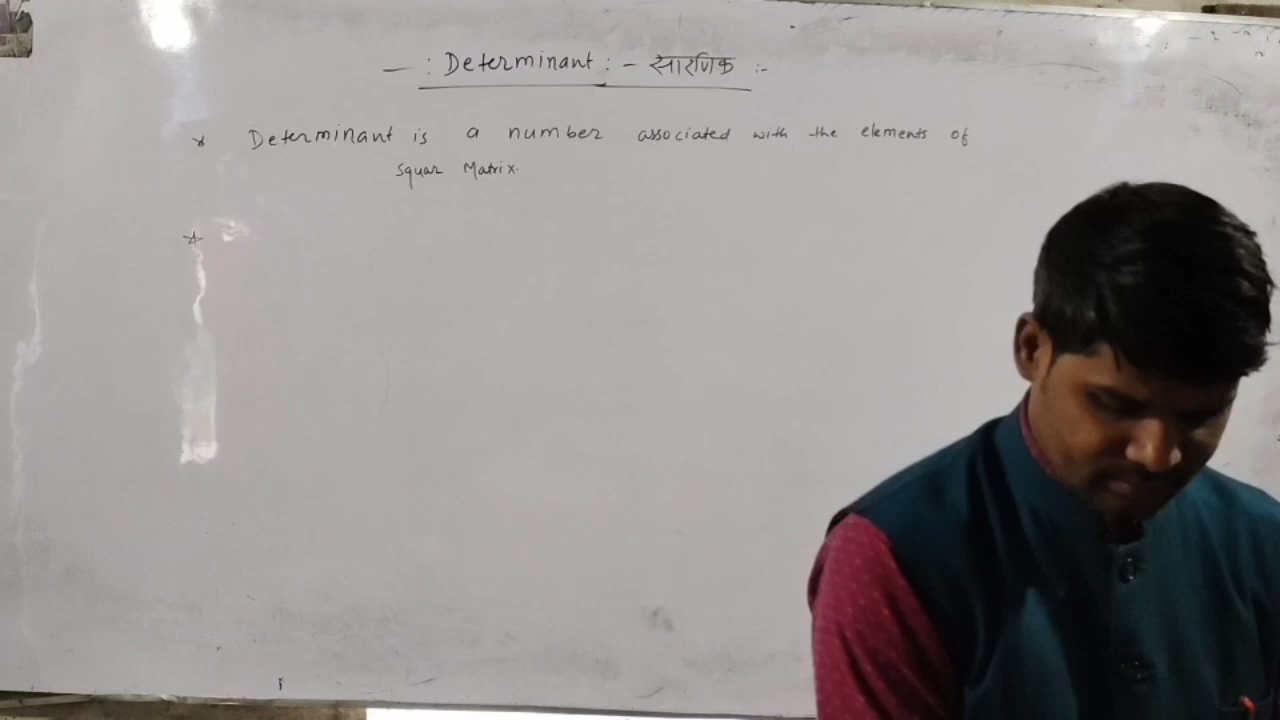 — : Determinant : - सारणिक :-
* Determinant is a number associated with the elements of
Squar Matrix.
*